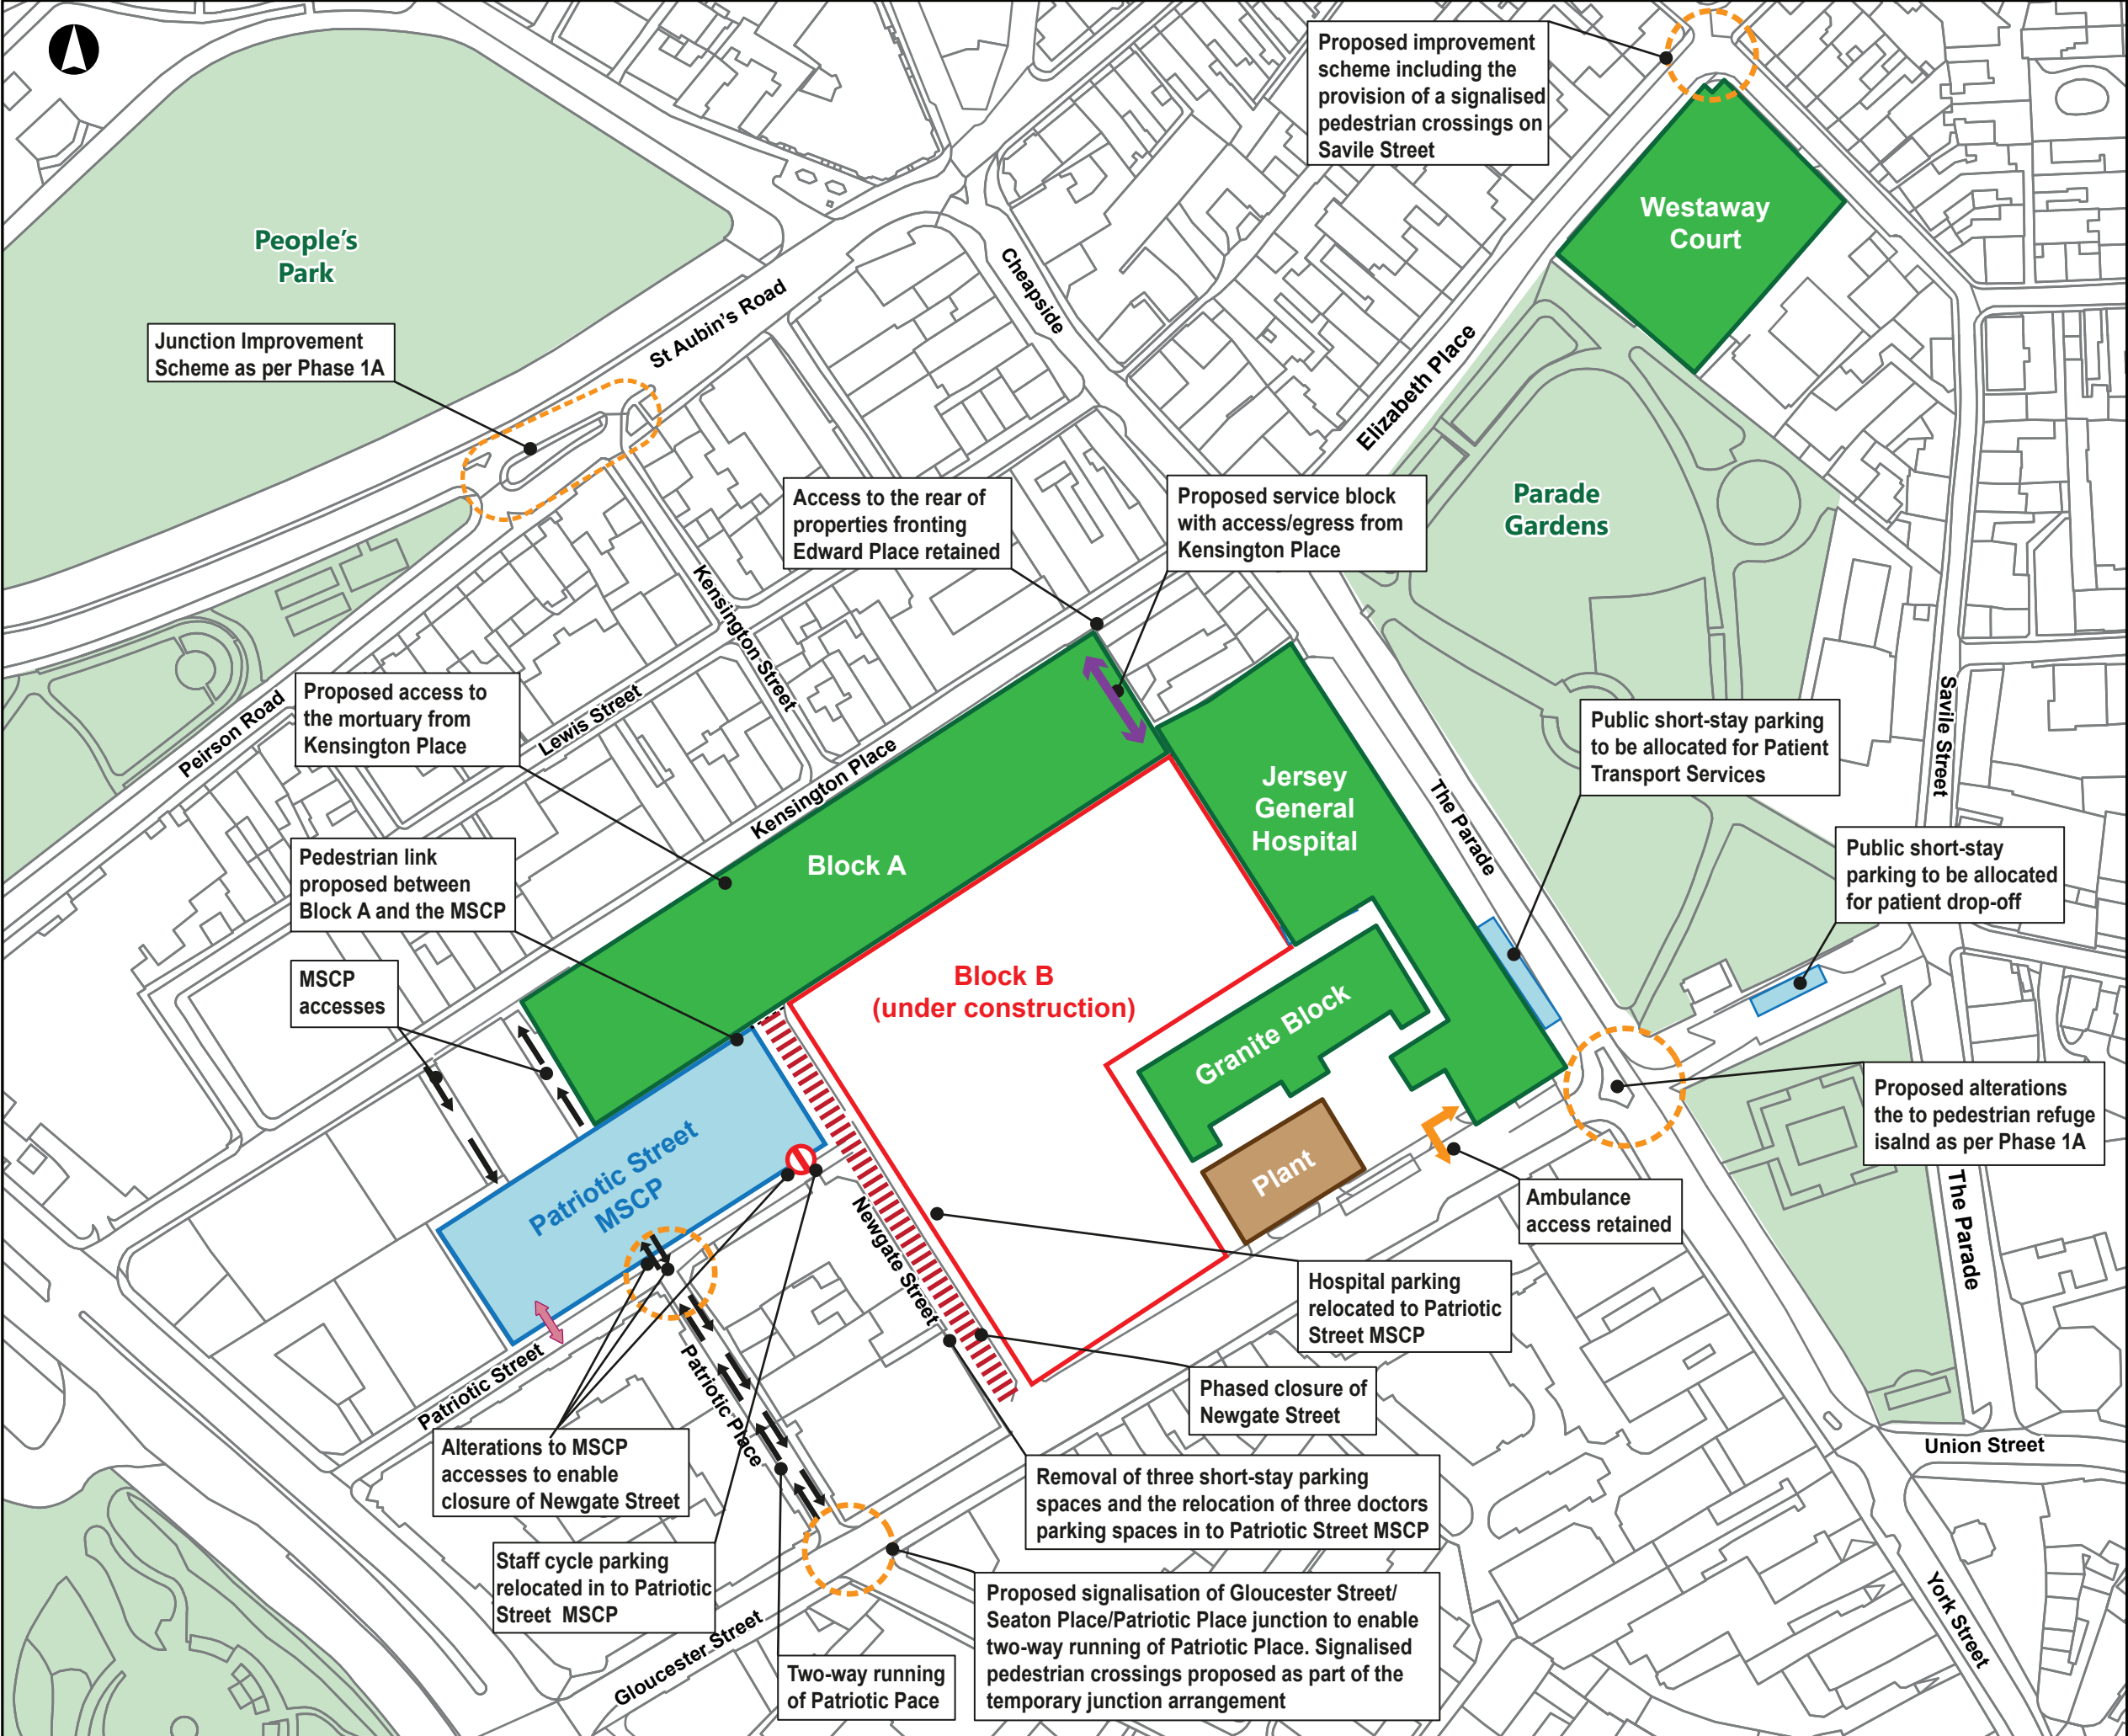 Proposed improvement
scheme including the
provision of a signalised
pedestrian crossings on
Savile Street
Westaway
Court
People's
Park
Cheapside
St Aubin's Road
Junction Improvement
Scheme as per Phase 1A
Elizabeth Place
Access to the rear of
properties fronting
Edward Place retained
Proposed service block
with access/egress from
Kensington Place
Parade
Gardens
Kensington Street
Proposed access to
the mortuary from
Kensington Place
Peirson Road
Lewis Street
Kensington Place
Savile Street
Public short-stay parking
to be allocated for Patient
Transport Services
Jersey
General
Hospital
The Parade
Public short-stay
parking to be allocated
for patient drop-off
Pedestrian link
proposed between
Block A and the MSCP
Block A
MSCP
accesses
Block B
(under construction)
Granite Block
Proposed alterations
the to pedestrian refuge
isalnd as per Phase 1A
Patriotic Street
MSCP
Plant
Ambulance
access retained
The Parade
Newgate Street
Hospital parking
relocated to Patriotic
Street MSCP
Patriotic Street
Patriotic Place
Phased closure of
Newgate Street
Union Street
Alterations to MSCP
accesses to enable
closure of Newgate Street
Removal of three short-stay parking
spaces and the relocation of three doctors
parking spaces in to Patriotic Street MSCP
Staff cycle parking
relocated in to Patriotic
Street MSCP
Proposed signalisation of Gloucester Street/
Seaton Place/Patriotic Place junction to enable
two-way running of Patriotic Place. Signalised
pedestrian crossings proposed as part of the
temporary junction arrangement
York Street
Gloucester Street
Two-way running
of Patriotic Pace